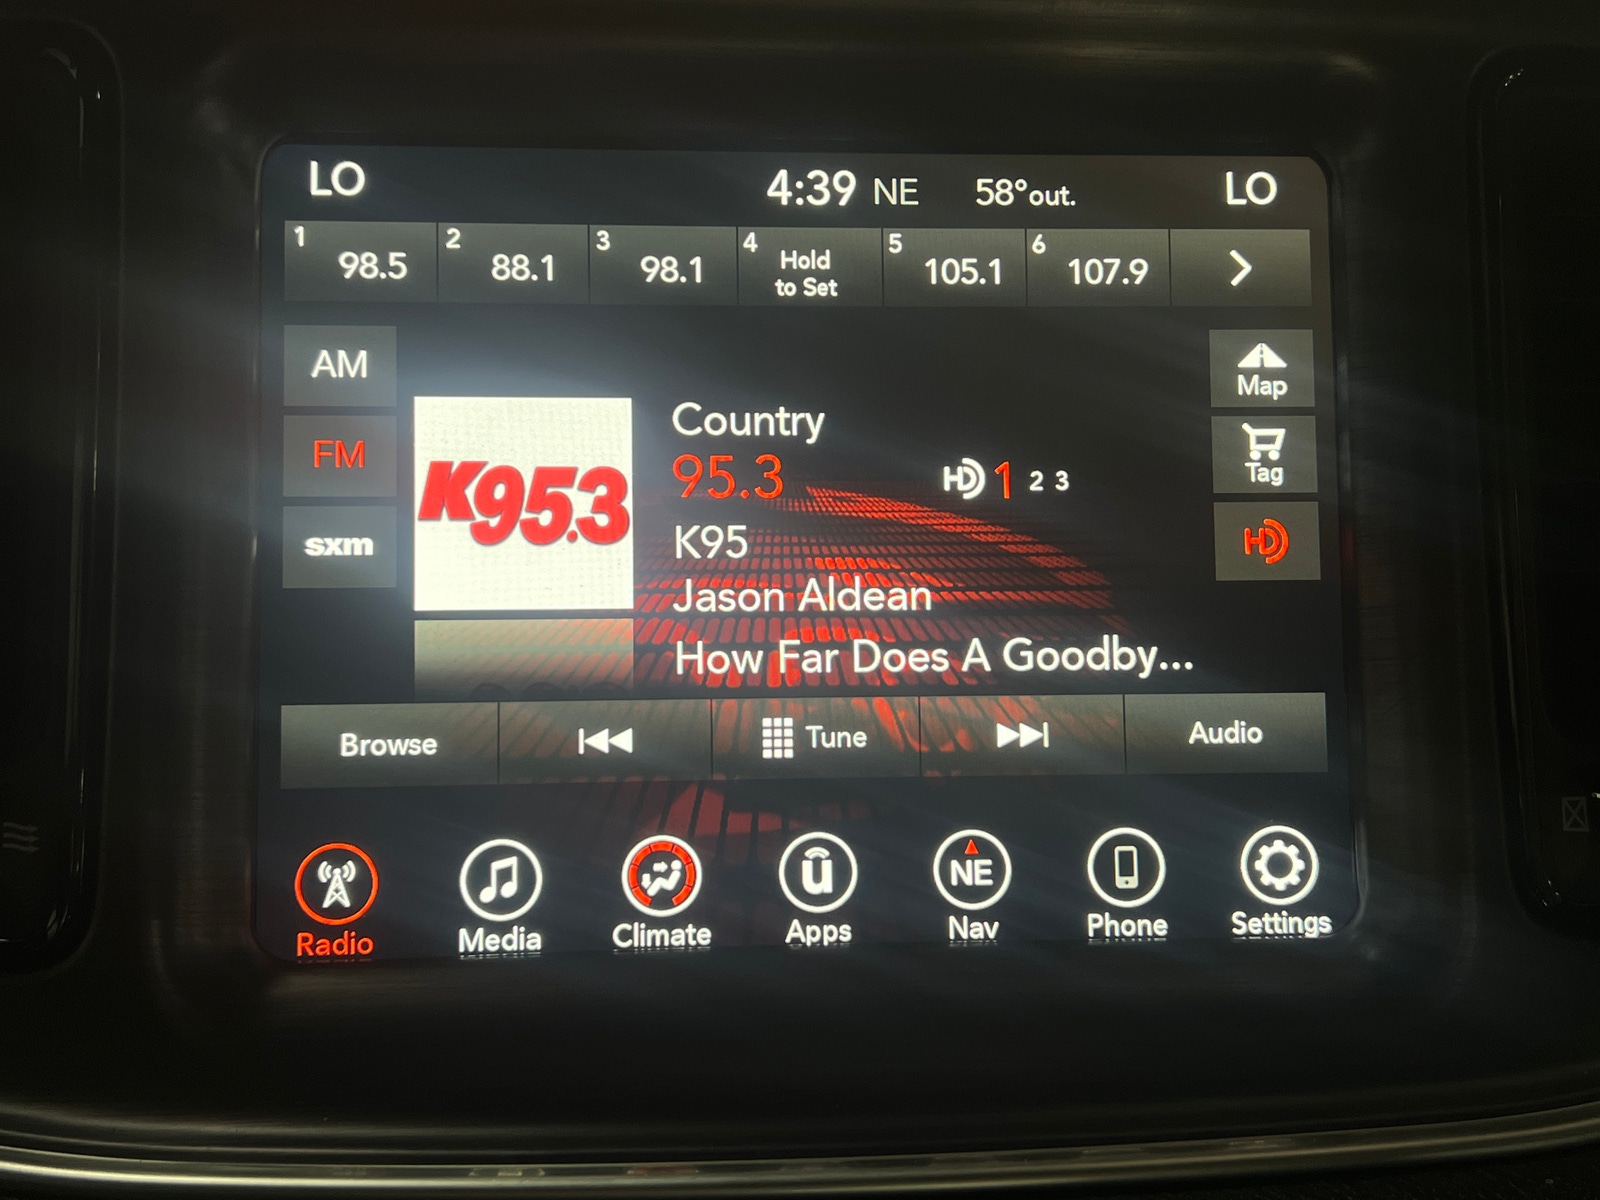 LO 4:39 NE 58°out. LO
1 98.5 2 88.1 3 98.1 4 Hold to Set 5 105.1 6 107.9
AM
FM
sxm
K95.3
Country
95.3 HD 1 2 3
K95
Jason Aldean
How Far Does A Goodby...
Map
Tag
HD
Browse Tune Audio
NE
Radio Media Climate Apps Nav Phone Settings